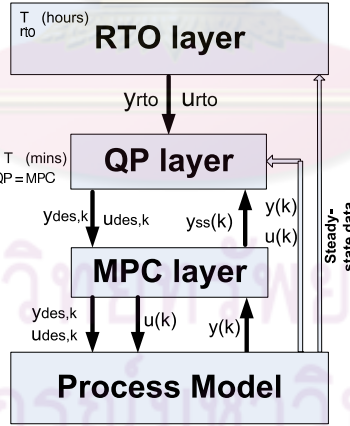 T (hours)
rto
RTO layer
yrto urto
T (mins)
QP = MPC
QP layer
ydes,k udes,k
yss(k)
y(k)
u(k)
Steady-
state data
MPC layer
ydes,k
udes,k
u(k)
y(k)
Process Model